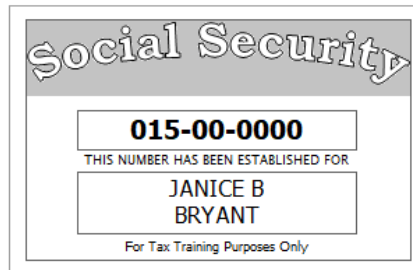 Social Security
015-00-0000
THIS NUMBER HAS BEEN ESTABLISHED FOR
JANICE B
BRYANT
For Tax Training Purposes Only